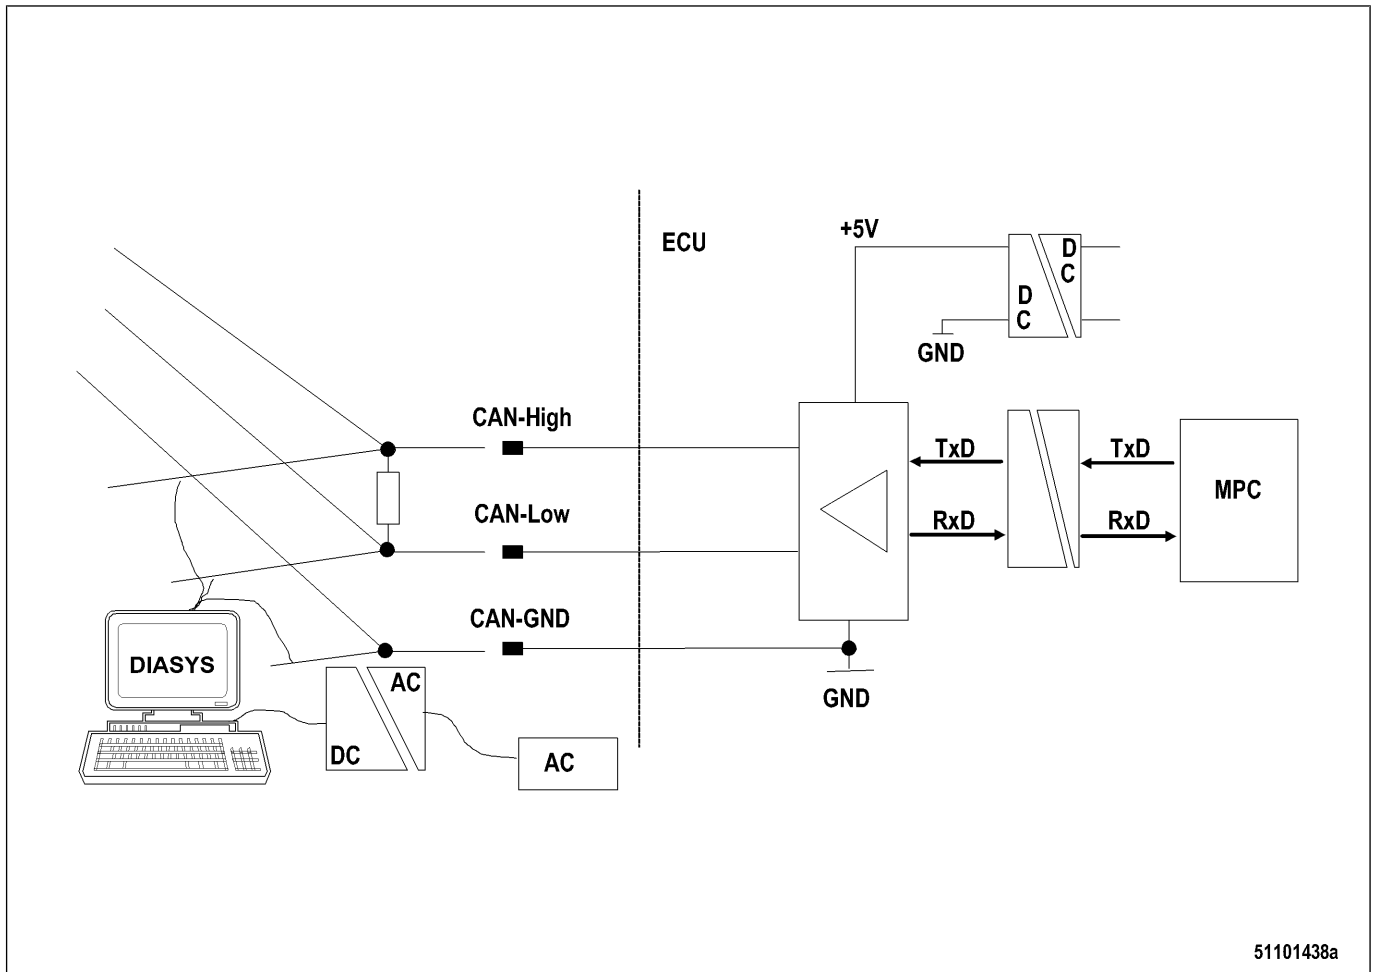 +5V
ECU
D
C
D
C
GND
CAN-High
TxD
TxD
MPC
CAN-Low
RxD
RxD
CAN-GND
DIASYS
AC
GND
DC
AC
51101438a